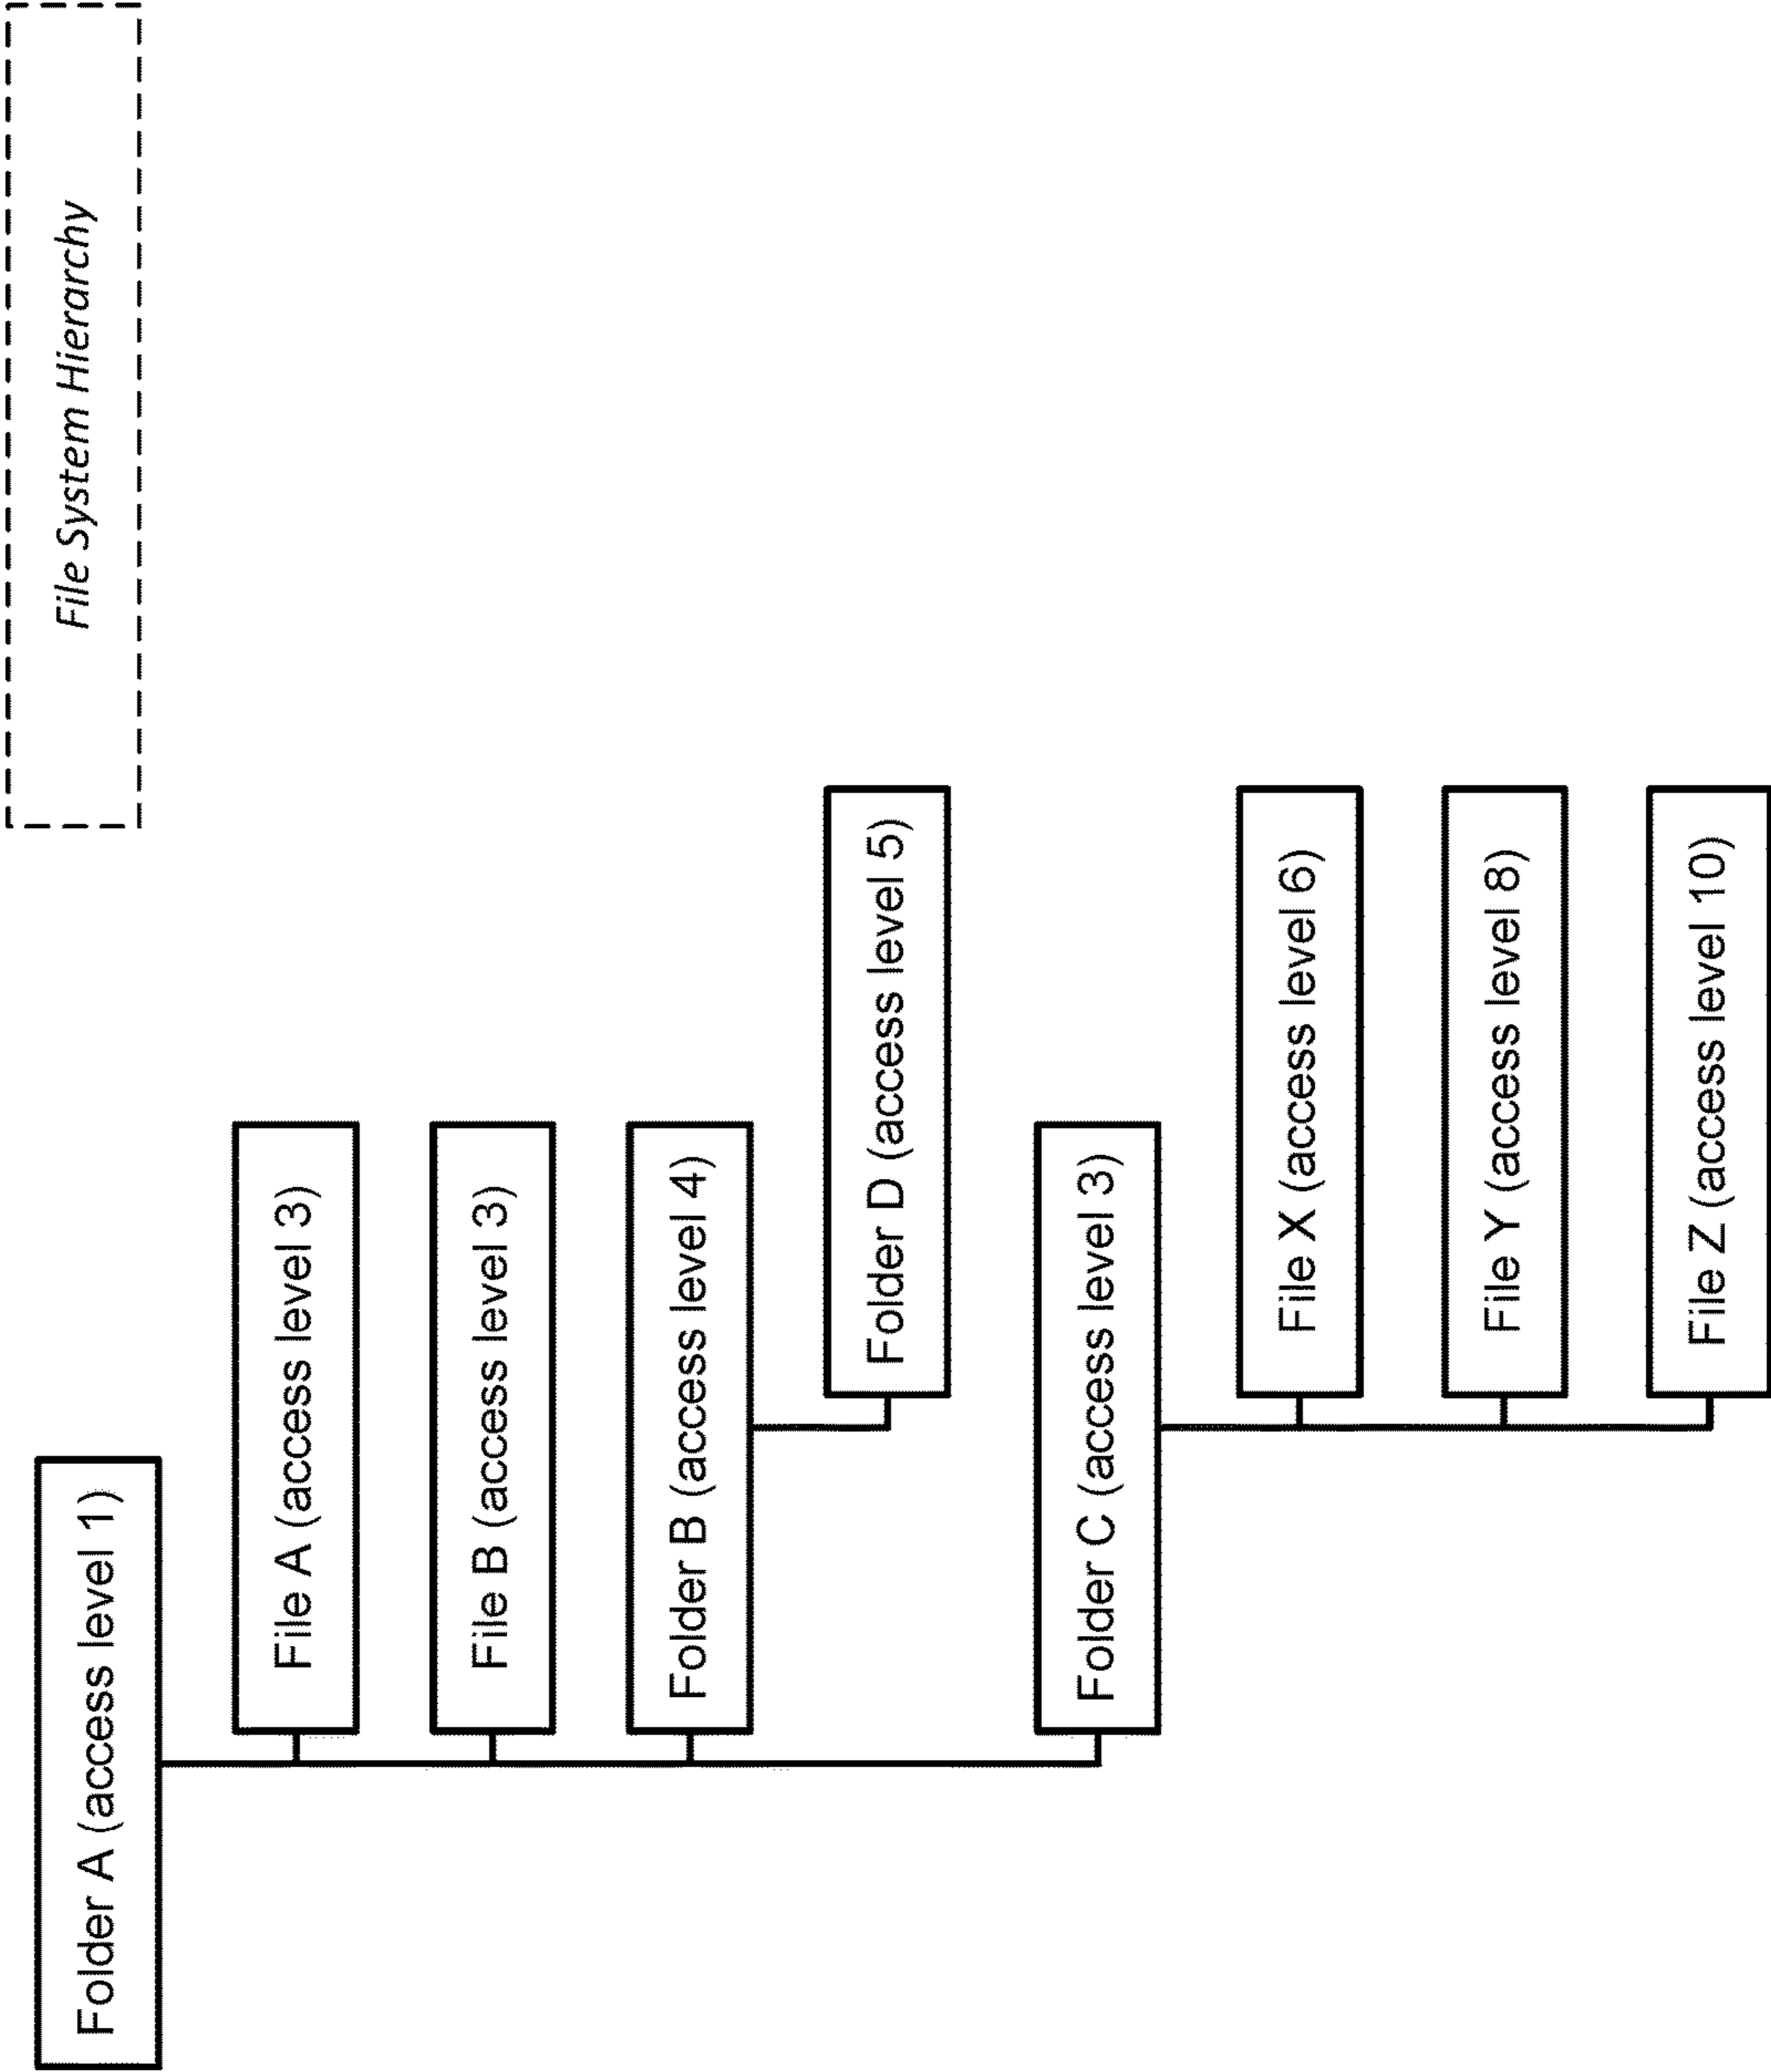 File System Hierarchy
Folder A (access level 1)
File A (access level 3)
File B (access level 3)
Folder B (access level 4)
Folder D (access level 5)
Folder C (access level 3)
File X (access level 6)
File Y (access level 8)
File Z (access level 10)